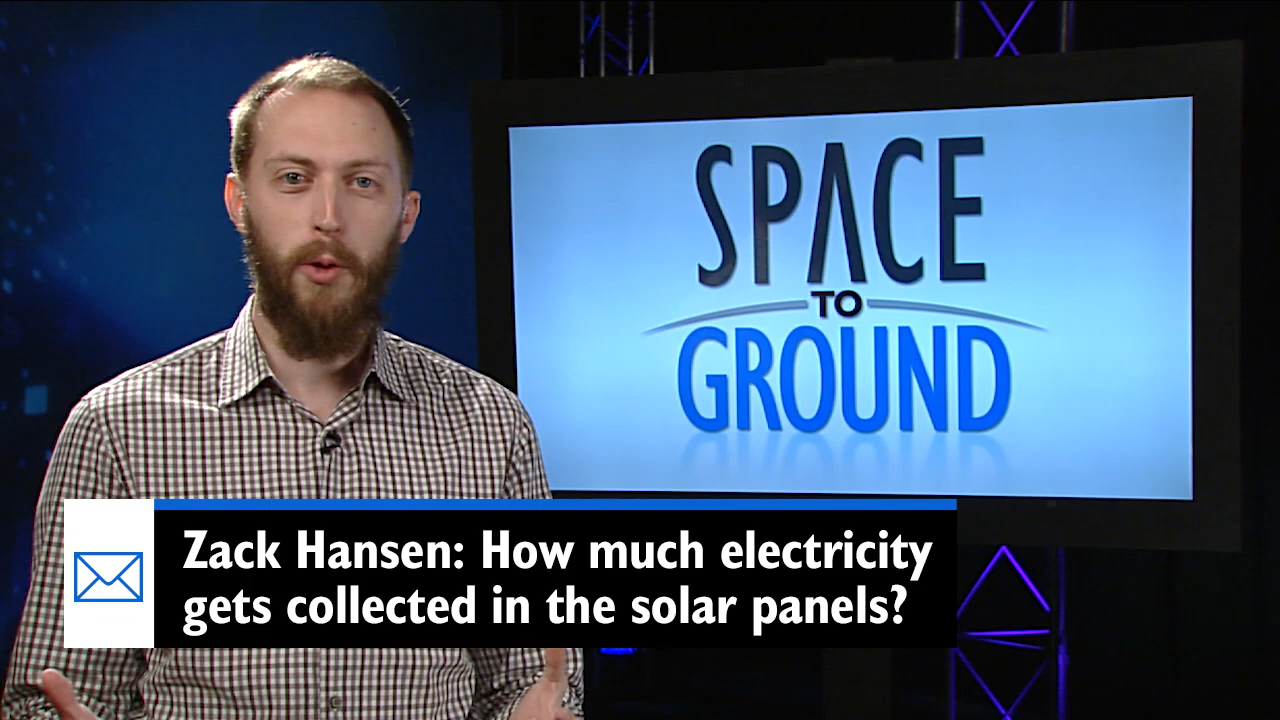 SPACE
TO
GROUND
Zack Hansen: How much electricity
gets collected in the solar panels?